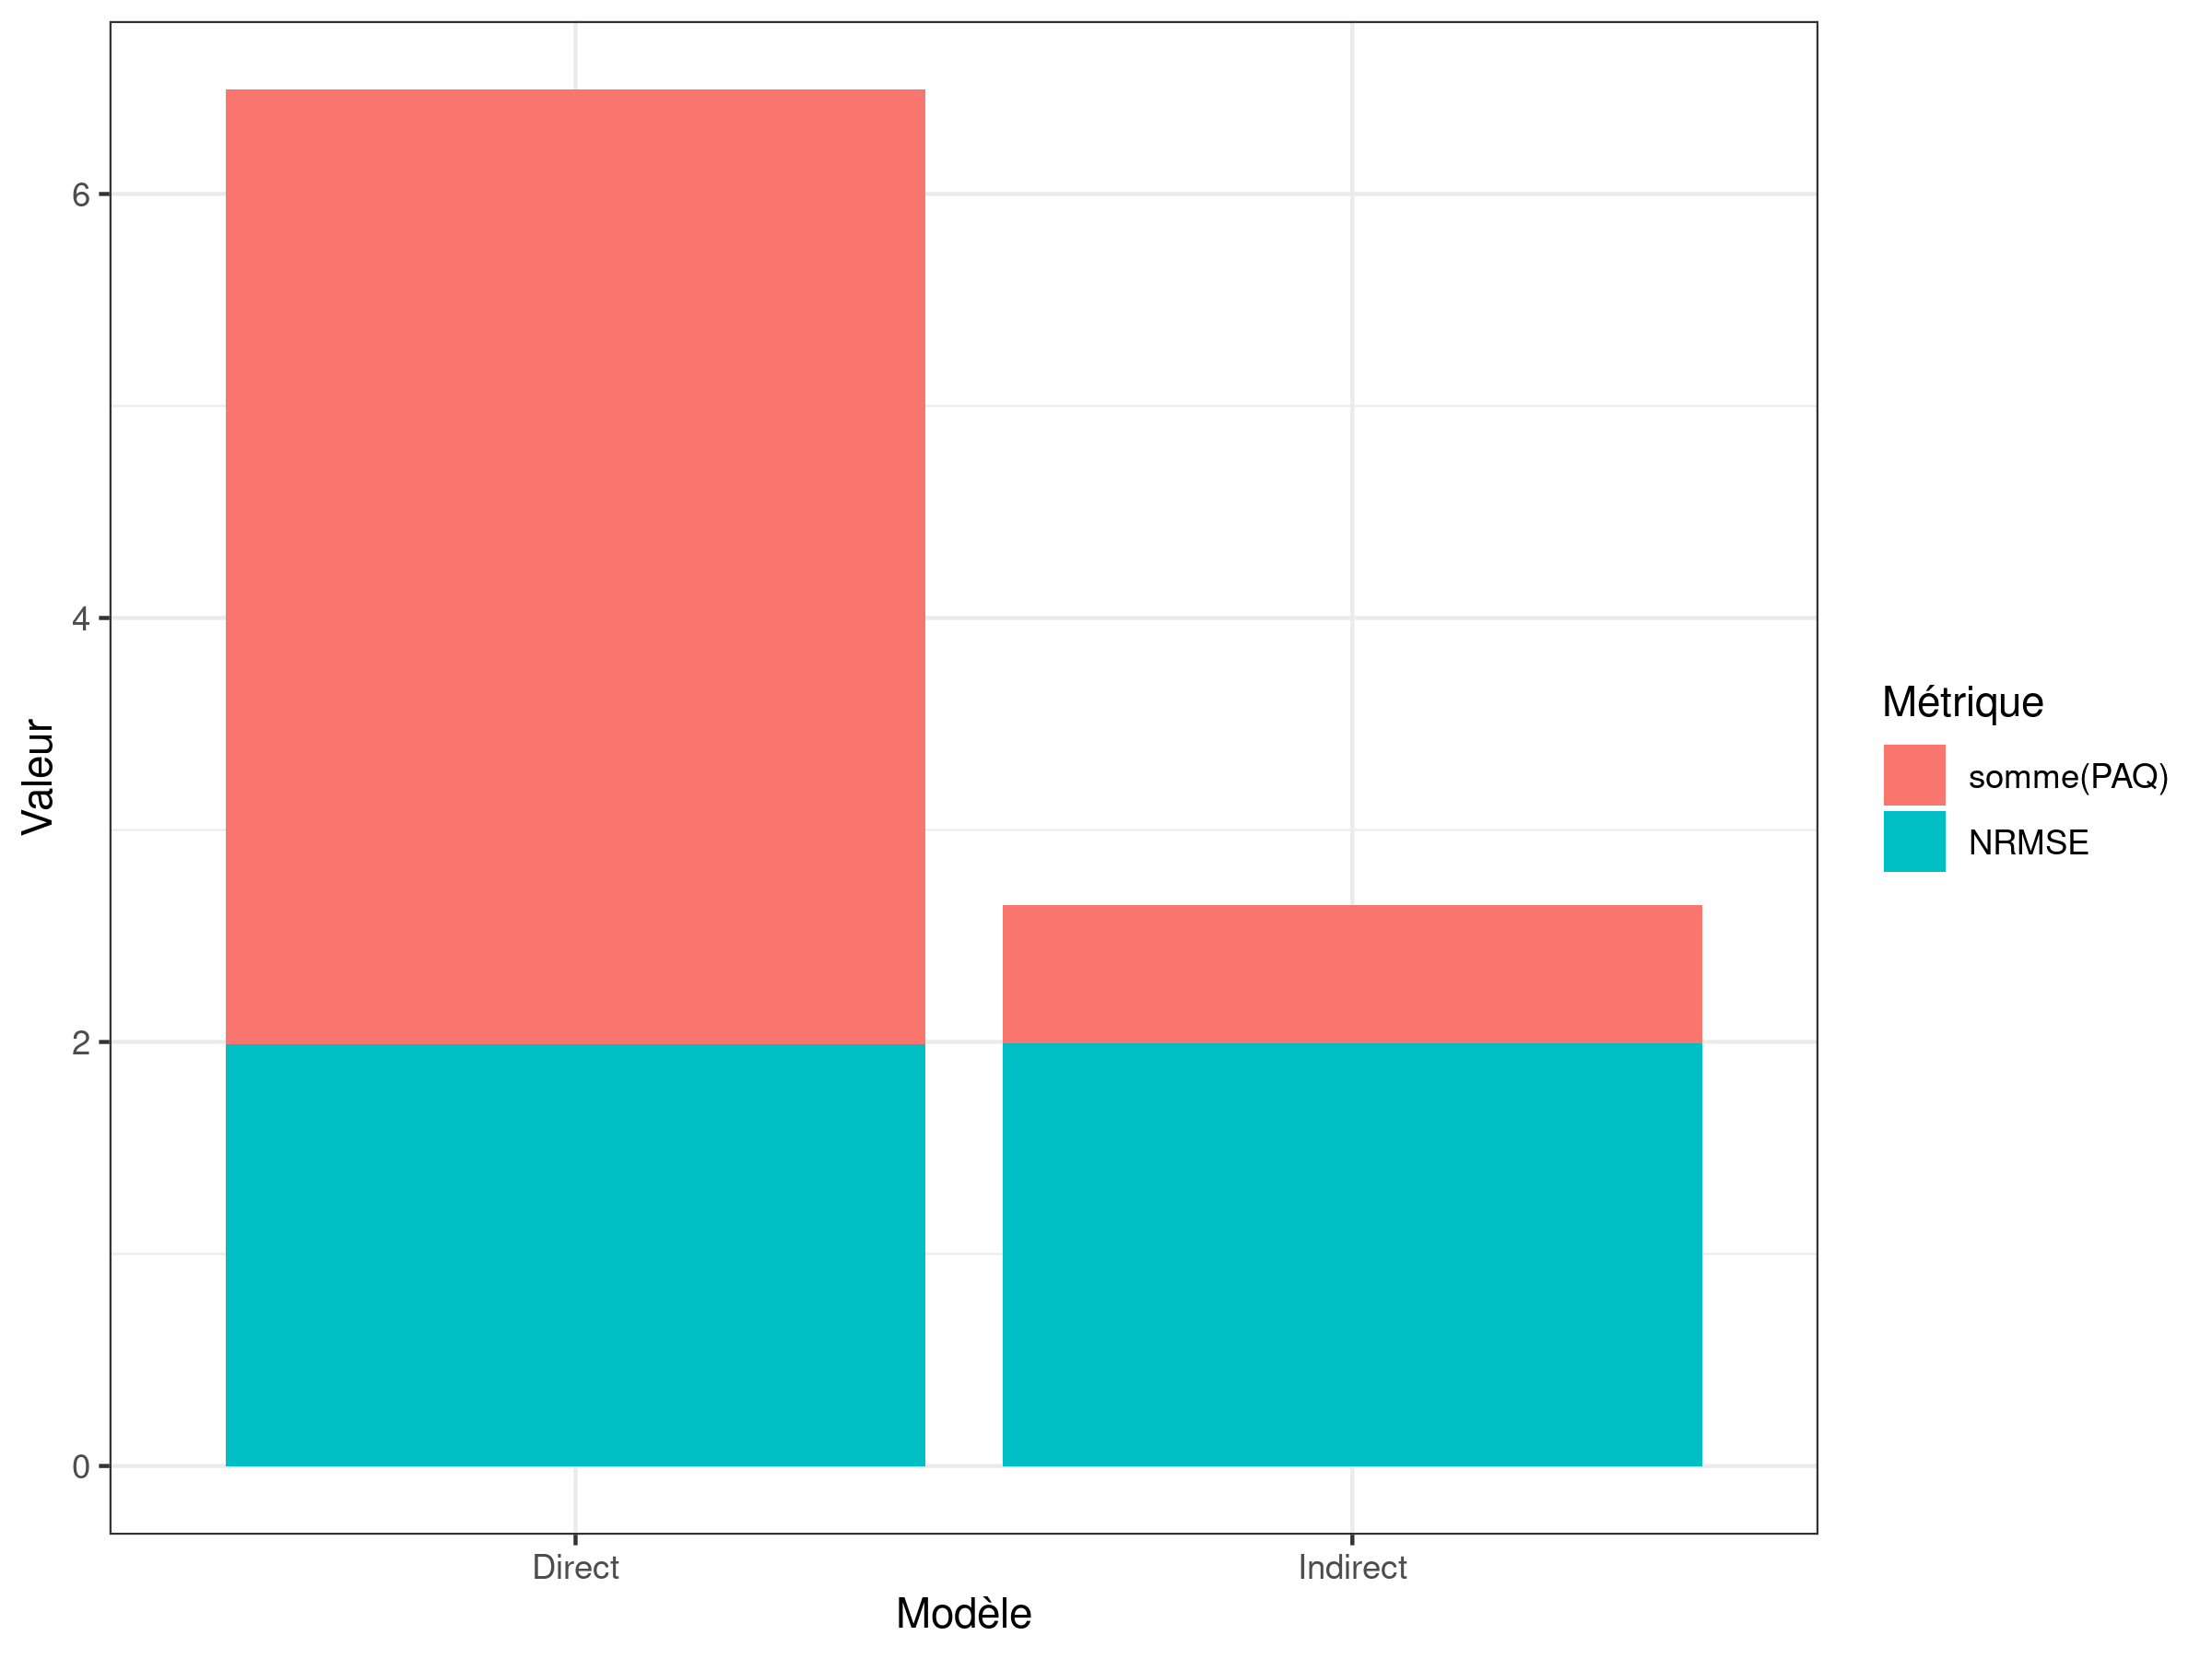 6
4
2
0
Valeur
Direct
Indirect
Modèle
Métrique
somme(PAQ)
NRMSE